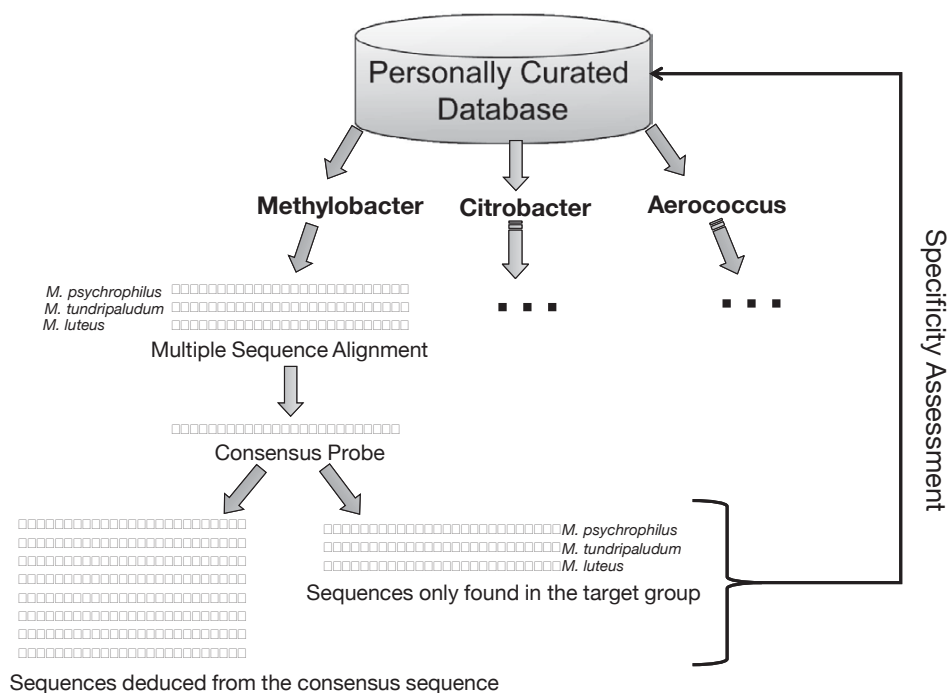 Personally Curated
Database
Methylobacter
Citrobacter
Aerococcus
M. psychrophilus
M. tundripaludum
M. luteus
Multiple Sequence Alignment
Consensus Probe
M. psychrophilus
M. tundripaludum
M. luteus
Sequences only found in the target group
Sequences deduced from the consensus sequence
Specificity Assessment